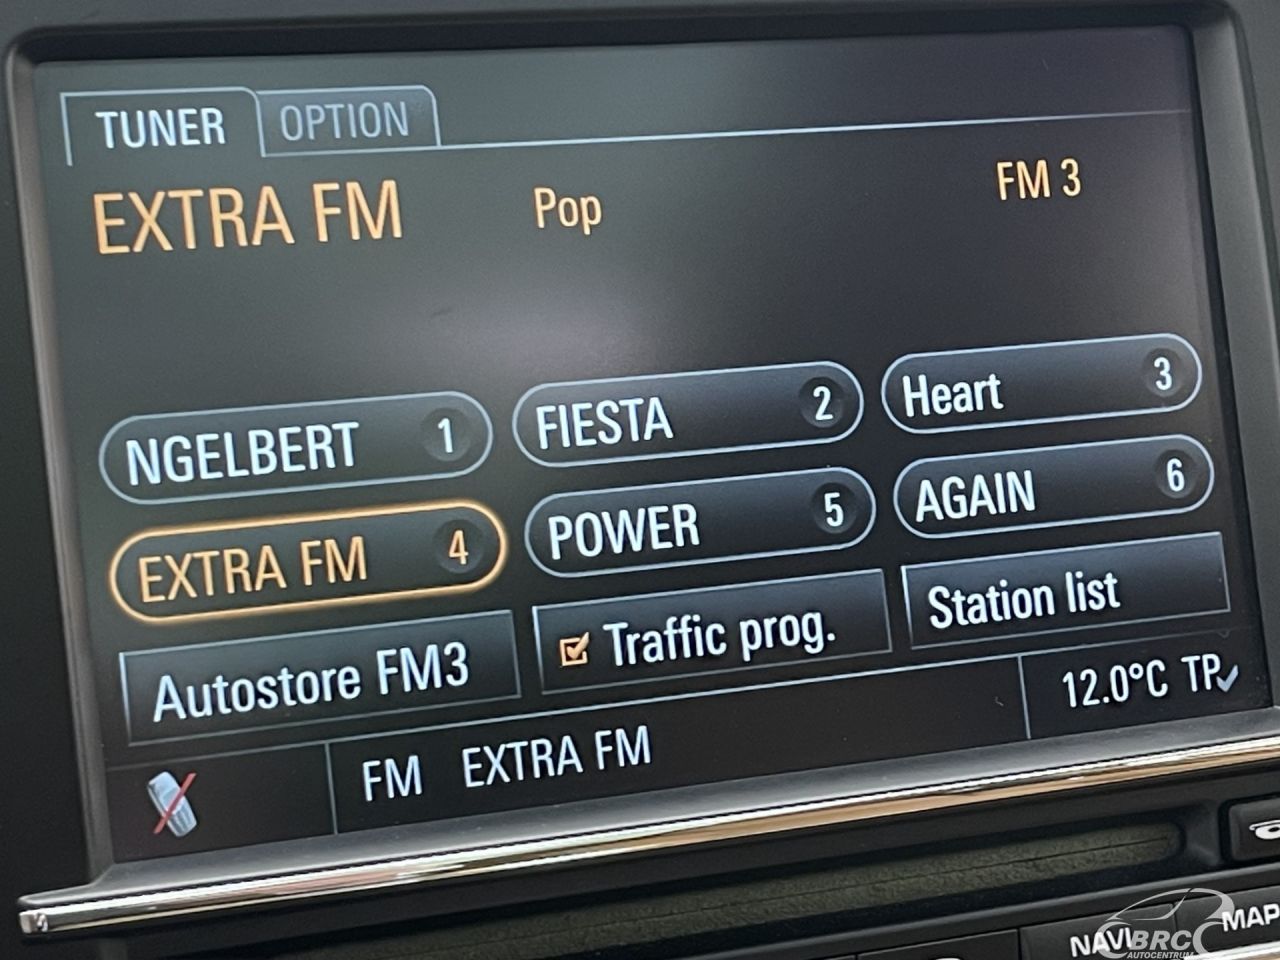 TUNER OPTION
EXTRA FM Pop FM 3
NGELBERT 1 FIESTA 2 Heart 3
EXTRA FM 4 POWER 5 AGAIN 6
Autostore FM3 Traffic prog. Station list
FM EXTRA FM 12.0°C TP
NAVI MAP
BRC
AUTOCENTRUM